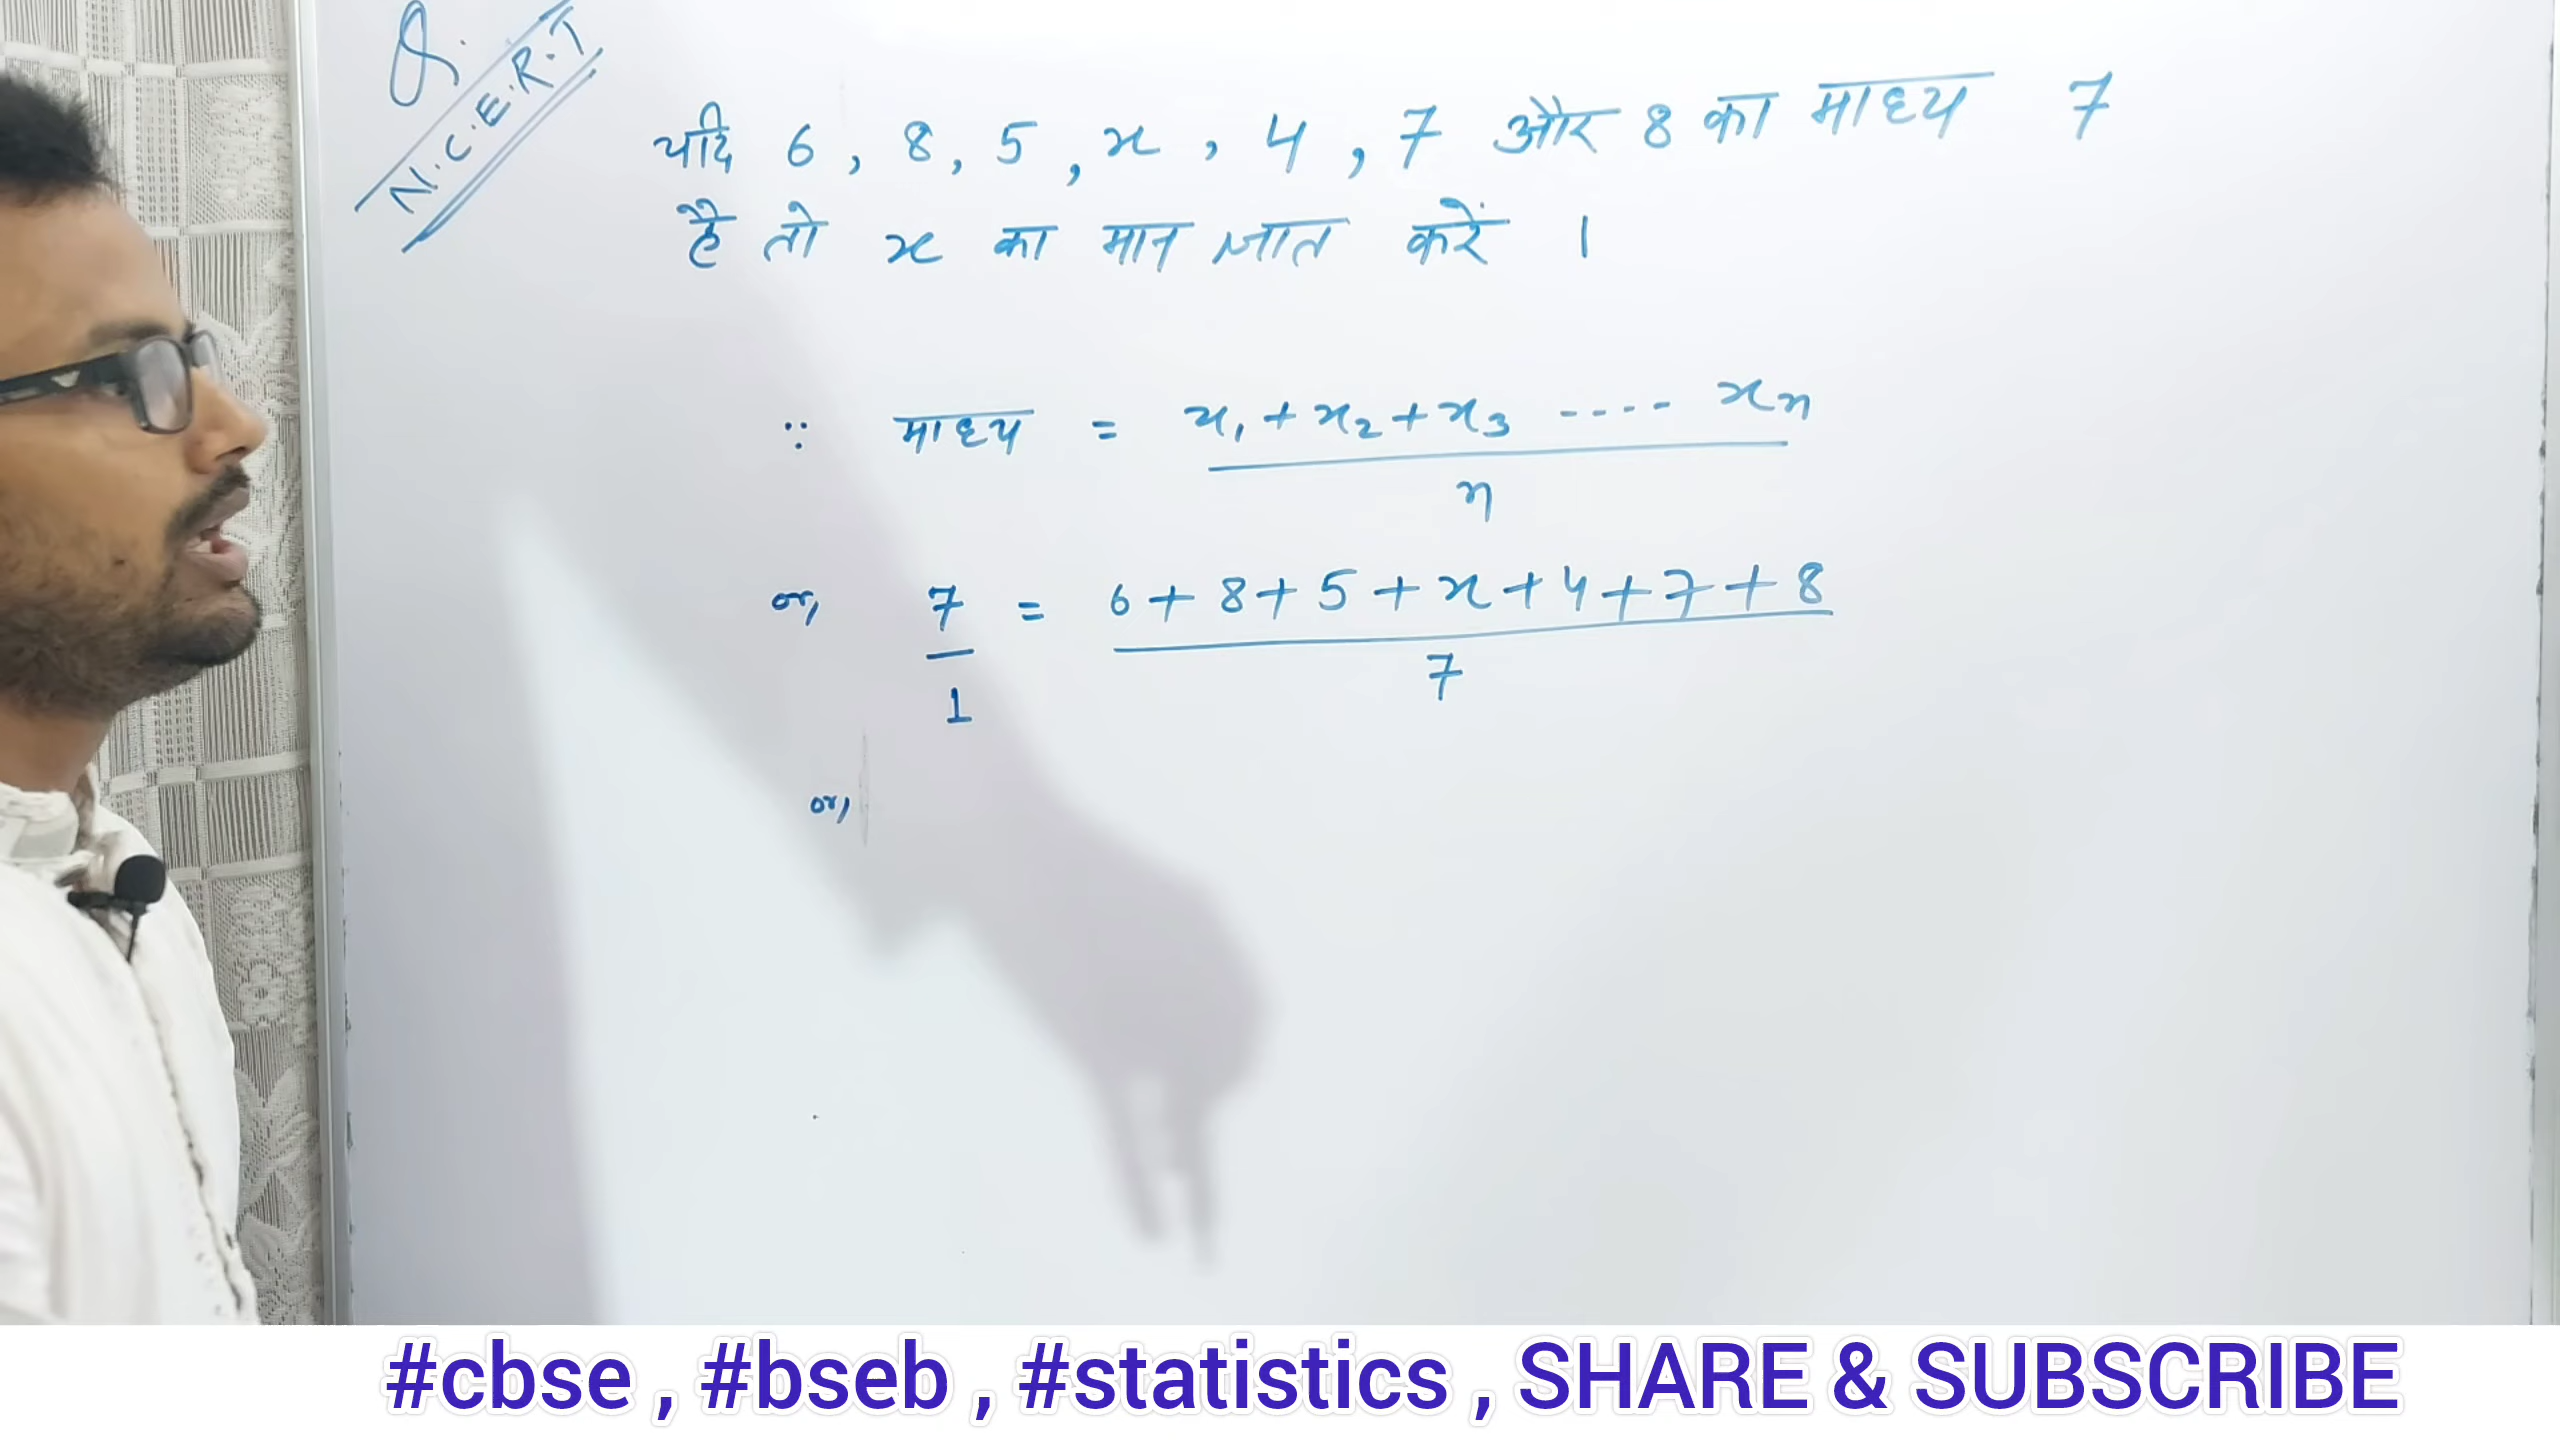 Q.
N.C.E.R.T
यदि 6, 8, 5, x, 4, 7 और 8 का माध्य 7
है तो x का मान ज्ञात करें ।
∵ माध्य = x₁ + x₂ + x₃ ---- xₙ
n
or, 7 = 6 + 8 + 5 + x + 4 + 7 + 8
1 7
or,
#cbse , #bseb , #statistics , SHARE & SUBSCRIBE